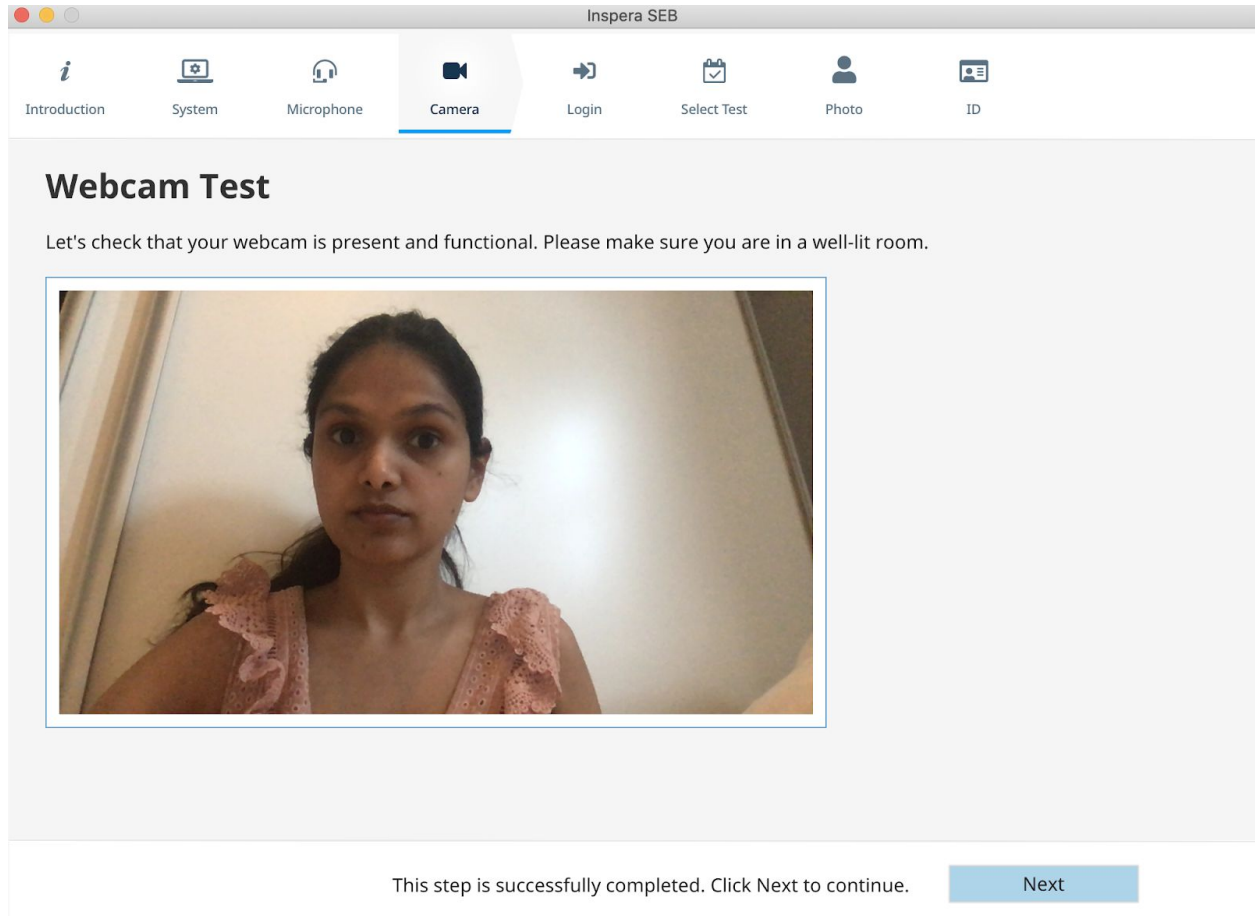 Inspera SEB
Introduction System Microphone Camera Login Select Test Photo ID
Webcam Test
Let's check that your webcam is present and functional. Please make sure you are in a well-lit room.
This step is successfully completed. Click Next to continue. Next